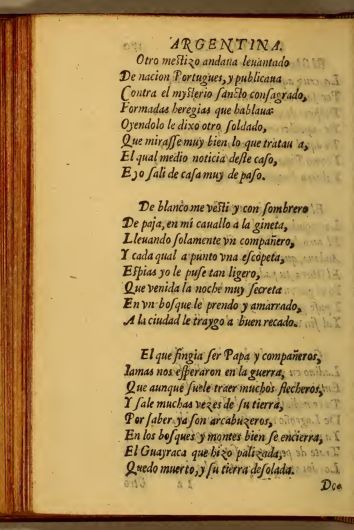 ARGENTINA.
Otro mestizo andaua leuantado
De nacion Portugues, y publicaua
Contra el mysterio sancto consagrado,
Formadas heregias que hablaua:
Oyendolo le dixo otro soldado,
Que mirasse muy bien lo que tratau a,
El qual medio noticia deste caso,
E yo sali de casa muy de paso.
De blanco me vesti y con sombrero
De paja, en mi cauallo a la gineta,
Lleuando solamente vn compañero,
Y cada qual a punto vna escopeta,
Espias yo le puse tan ligero,
Que venida la noche muy secreta
En vn bosque le prendo y amarrado,
A la ciudad le traygo a buen recado.
El que fingia ser Papa y compañeros,
Iamas nos esperaron en la guerra,
Que aunque suele traer muchos flecheros,
Y sale muchas vezes de su tierra,
Por saber ya son arcabuzeros,
En los bosques y montes bien se encierra,
El Guayraca que hizo palizada,
Quedo muerto, y su tierra desolada.
Dos